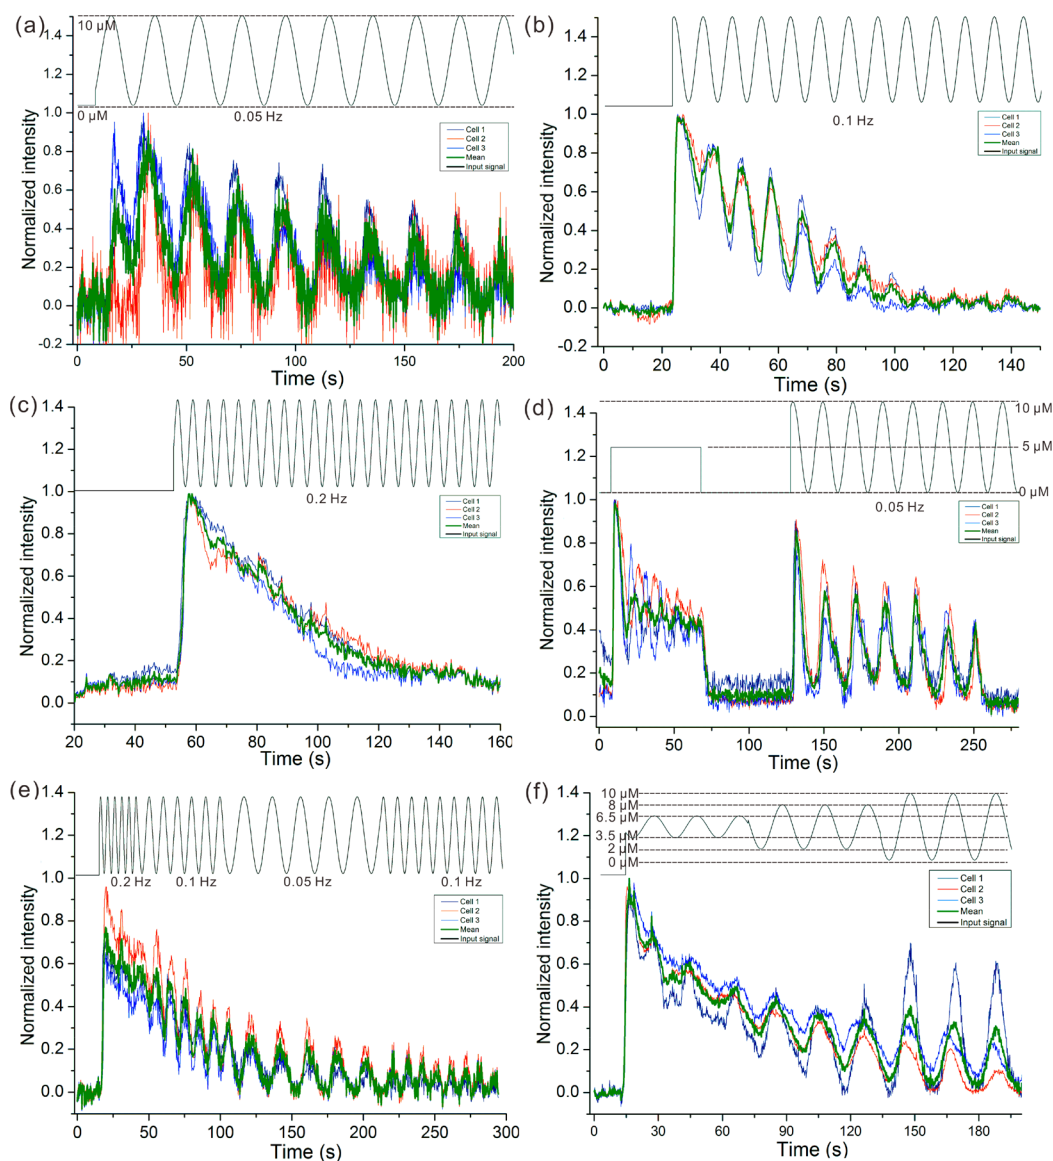 (a)
10 μM
0 μM
0.05 Hz
1.4
1.2
1.0
0.8
0.6
0.4
0.2
0.0
-0.2
Normalized intensity
Cell 1
Cell 2
Cell 3
Mean
Input signal
0 50 100 150 200
Time (s)
(b)
0.1 Hz
1.4
1.2
1.0
0.8
0.6
0.4
0.2
0.0
-0.2
Normalized intensity
Cell 1
Cell 2
Cell 3
Mean
Input signal
0 20 40 60 80 100 120 140
Time (s)
(c)
0.2 Hz
1.4
1.2
1.0
0.8
0.6
0.4
0.2
0.0
Normalized intensity
Cell 1
Cell 2
Cell 3
Mean
Input signal
20 40 60 80 100 120 140 160
Time (s)
(d)
10 μM
5 μM
0 μM
0.05 Hz
1.4
1.2
1.0
0.8
0.6
0.4
0.2
0.0
Normalized intensity
Cell 1
Cell 2
Cell 3
Mean
Input signal
0 50 100 150 200 250
Time (s)
(e)
0.2 Hz 0.1 Hz 0.05 Hz 0.1 Hz
1.4
1.2
1.0
0.8
0.6
0.4
0.2
0.0
Normalized intensity
Cell 1
Cell 2
Cell 3
Mean
Input signal
0 50 100 150 200 250 300
Time (s)
(f)
10 μM
8 μM
6.5 μM
3.5 μM
2 μM
0 μM
1.4
1.2
1.0
0.8
0.6
0.4
0.2
0.0
Normalized intensity
Cell 1
Cell 2
Cell 3
Mean
Input signal
0 30 60 90 120 150 180
Time (s)